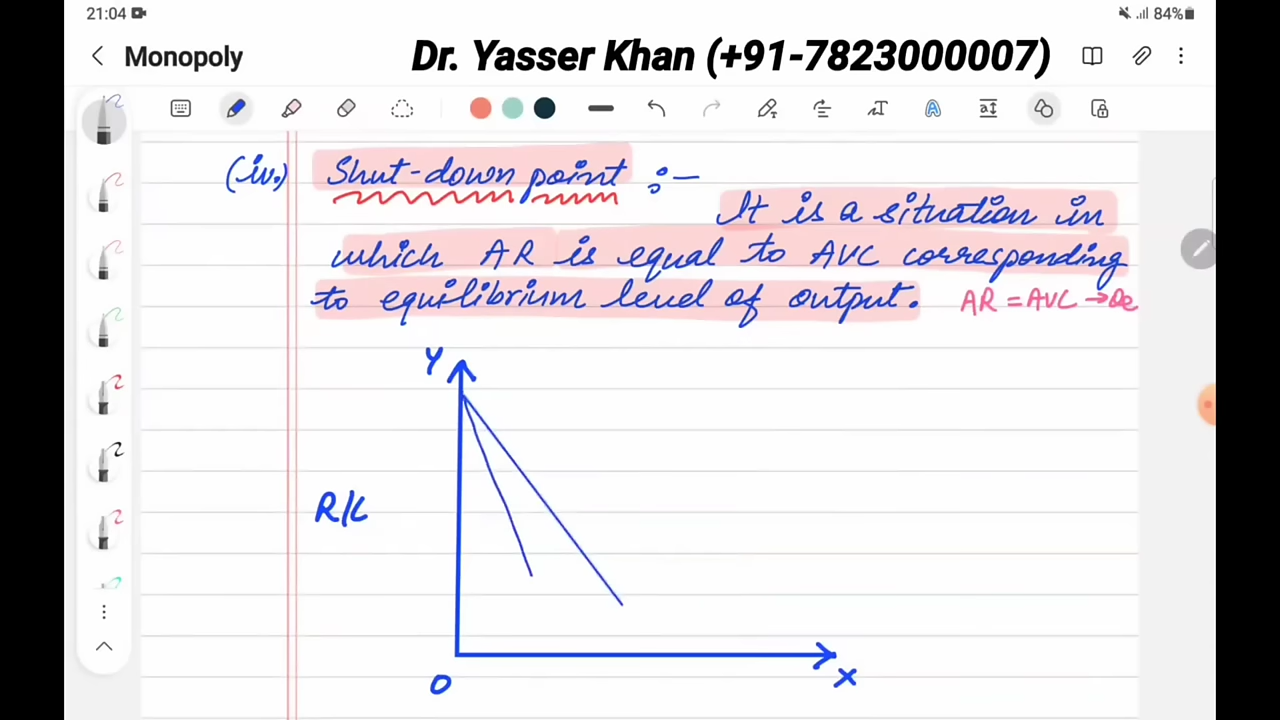 21:04
84%
Monopoly
Dr. Yasser Khan (+91-7823000007)
(iv.) Shut-down point :-
It is a situation in
which AR is equal to AVC corresponding
to equilibrium level of output. AR = AVC → Oe
Y
R/C
O
X